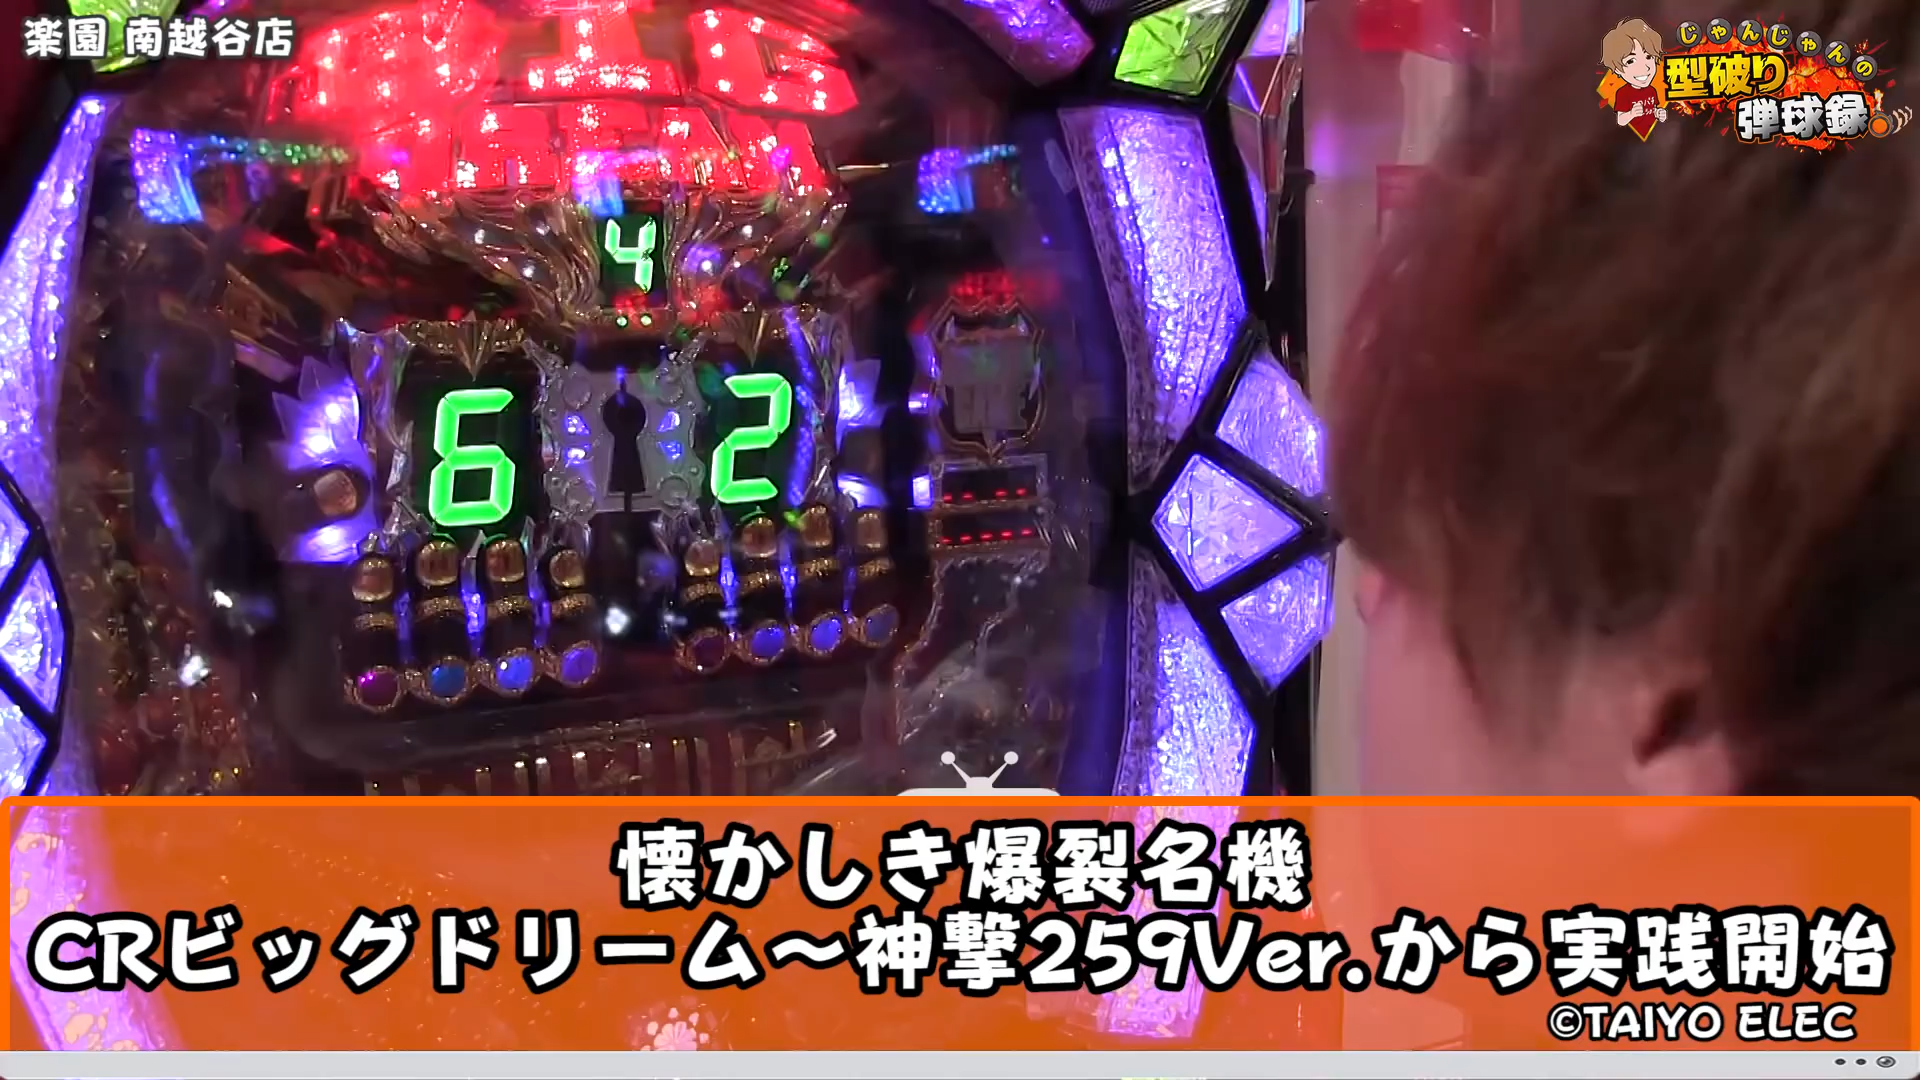 楽園 南越谷店
じゃんじゃんの
型破り
弾球録
4
6 2
懐かしき爆裂名機
CRビッグドリーム～神撃259Ver.から実践開始
©TAIYO ELEC